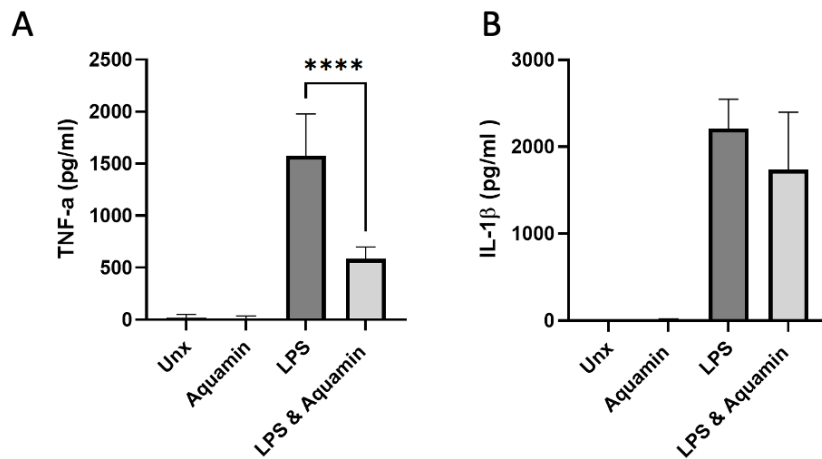 A
TNF-a (pg/ml)
2500
2000
1500
1000
500
0
****
Unx
Aquamin
LPS
LPS & Aquamin
B
IL-1β (pg/ml )
3000
2000
1000
0
Unx
Aquamin
LPS
LPS & Aquamin